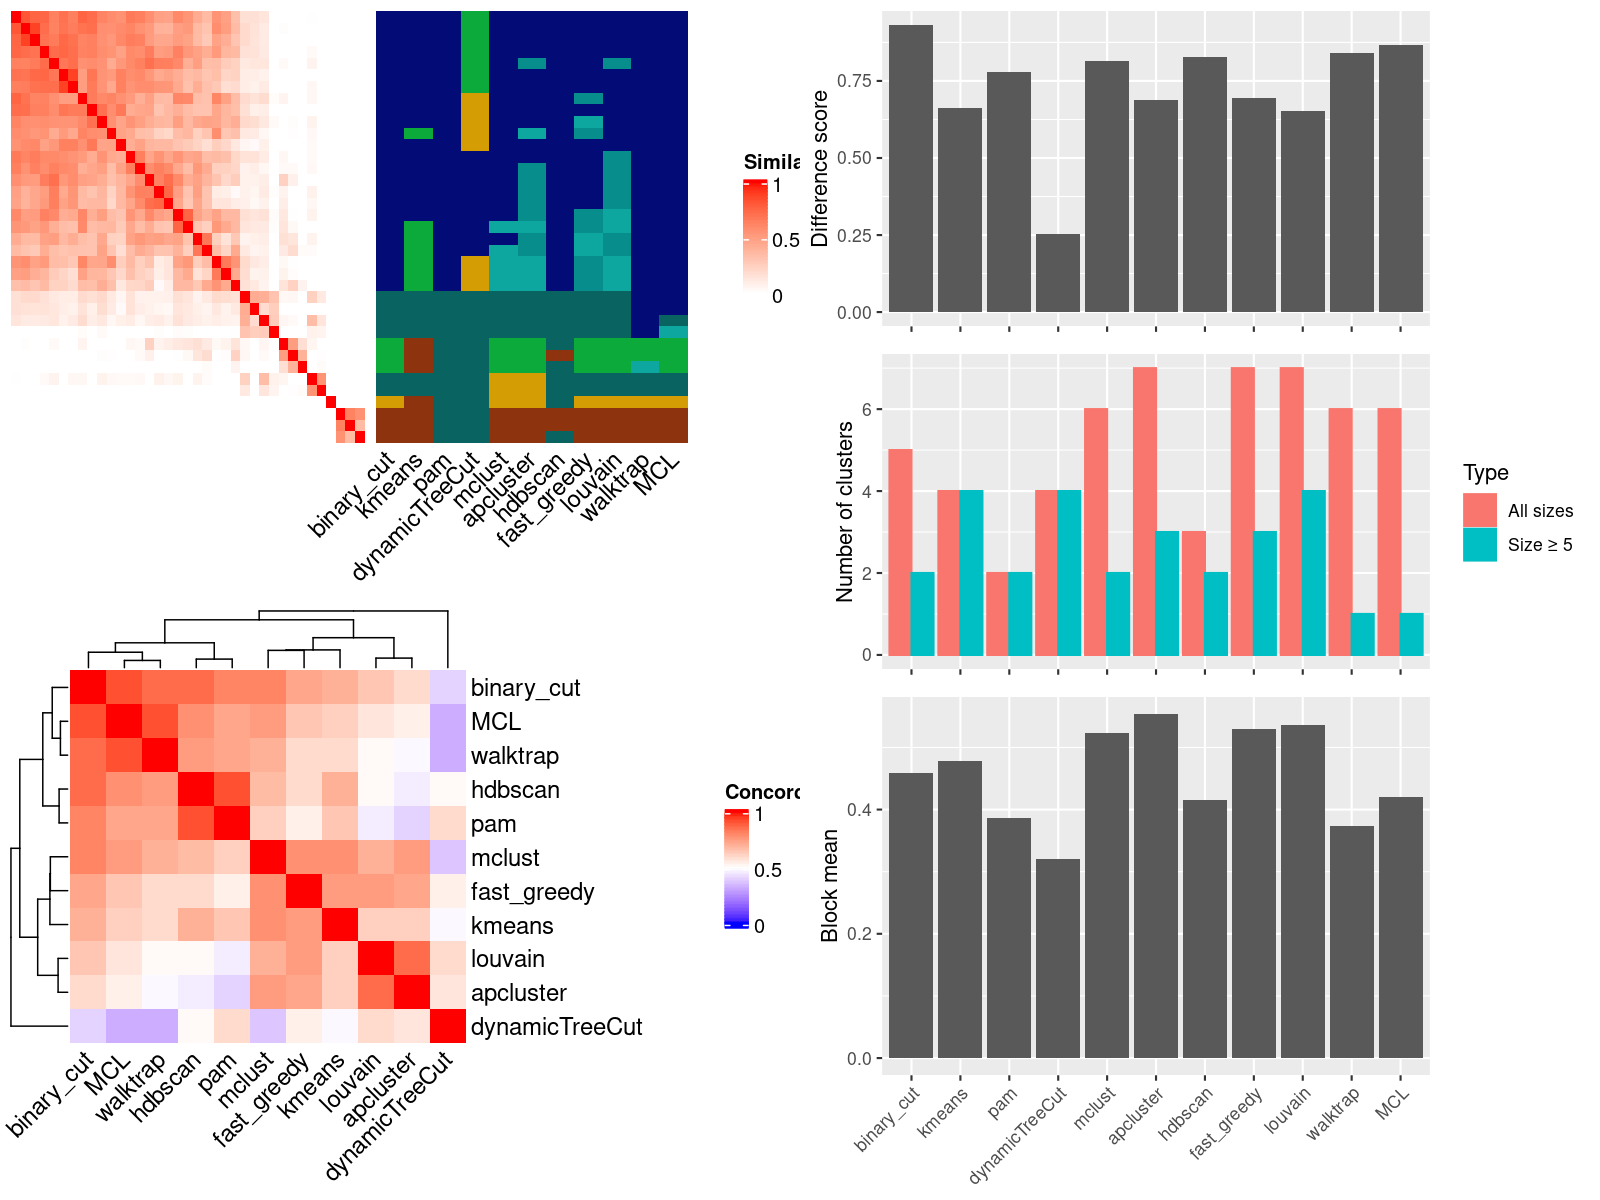 Simila
1
0.5
0
binary_cut
kmeans
pam
dynamicTreeCut
mclust
apcluster
hdbscan
fast_greedy
louvain
walktrap
MCL
binary_cut
MCL
walktrap
hdbscan
pam
mclust
fast_greedy
kmeans
louvain
apcluster
dynamicTreeCut
binary_cut
MCL
walktrap
hdbscan
pam
mclust
fast_greedy
kmeans
louvain
apcluster
dynamicTreeCut
Concord
1
0.5
0
Difference score
0.75
0.50
0.25
0.00
Number of clusters
6
4
2
0
Type
All sizes
Size ≥ 5
Block mean
0.4
0.2
0.0
binary_cut
kmeans
pam
dynamicTreeCut
mclust
apcluster
hdbscan
fast_greedy
louvain
walktrap
MCL